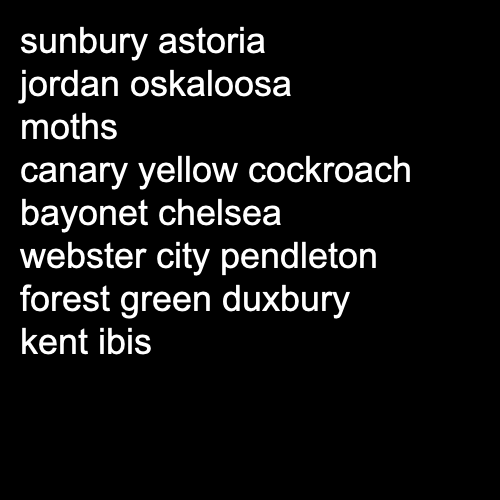 sunbury astoria
jordan oskaloosa
moths
canary yellow cockroach
bayonet chelsea
webster city pendleton
forest green duxbury
kent ibis